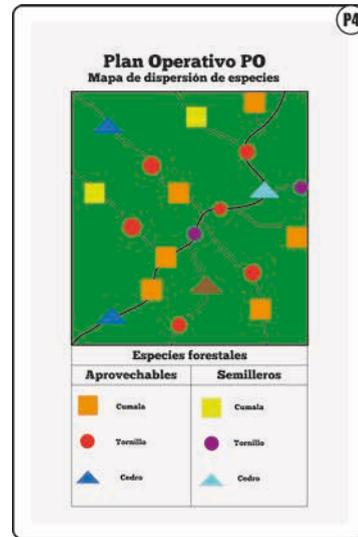 P4
Plan Operativo PO
Mapa de dispersión de especies
Especies forestales
Aprovechables Semilleros
Cumala Cumala
Tornillo Tornillo
Cedro Cedro